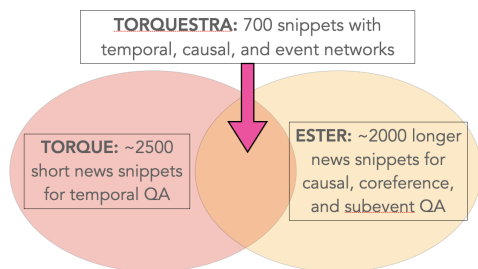 TORQUESTRA: 700 snippets with
temporal, causal, and event networks
TORQUE: ~2500
short news snippets
for temporal QA
ESTER: ~2000 longer
news snippets for
causal, coreference,
and subevent QA